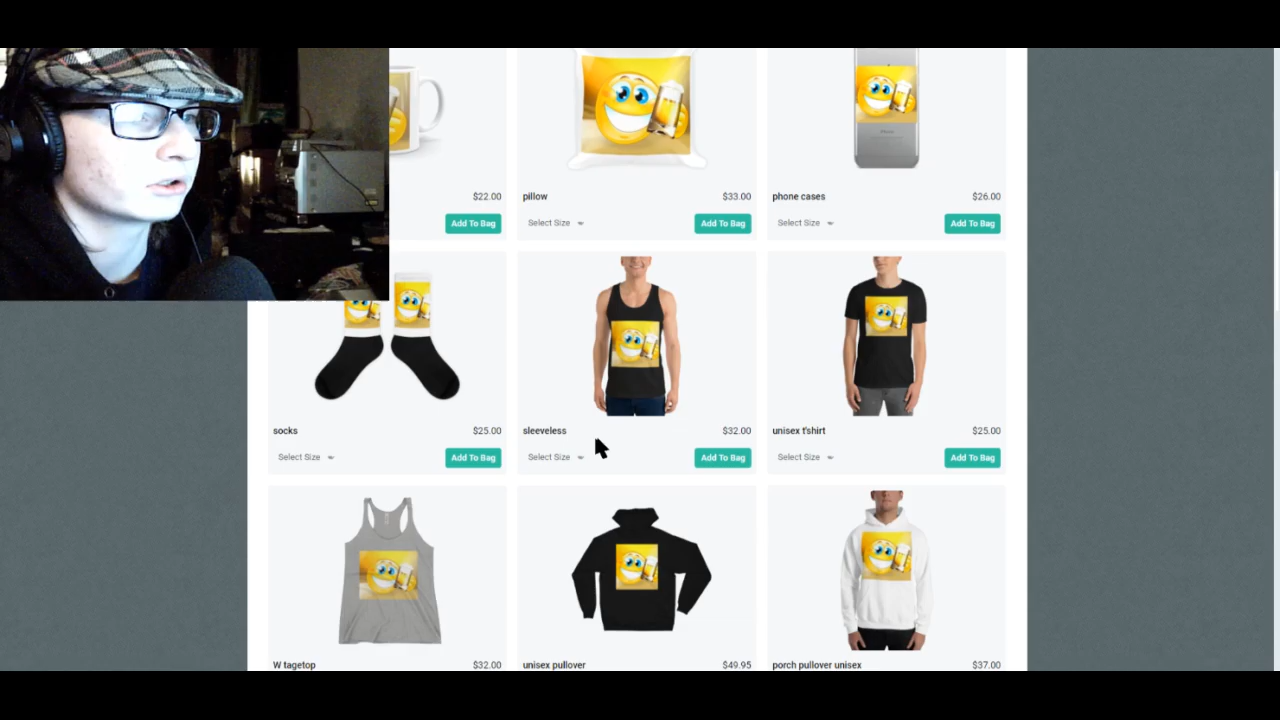 $22.00
pillow $33.00
phone cases $26.00
Add To Bag
Select Size Add To Bag
Select Size Add To Bag
socks $25.00
sleeveless $32.00
unisex t'shirt $25.00
Select Size Add To Bag
Select Size Add To Bag
Select Size Add To Bag
W tagetop $32.00
unisex pullover $49.95
porch pullover unisex $37.00